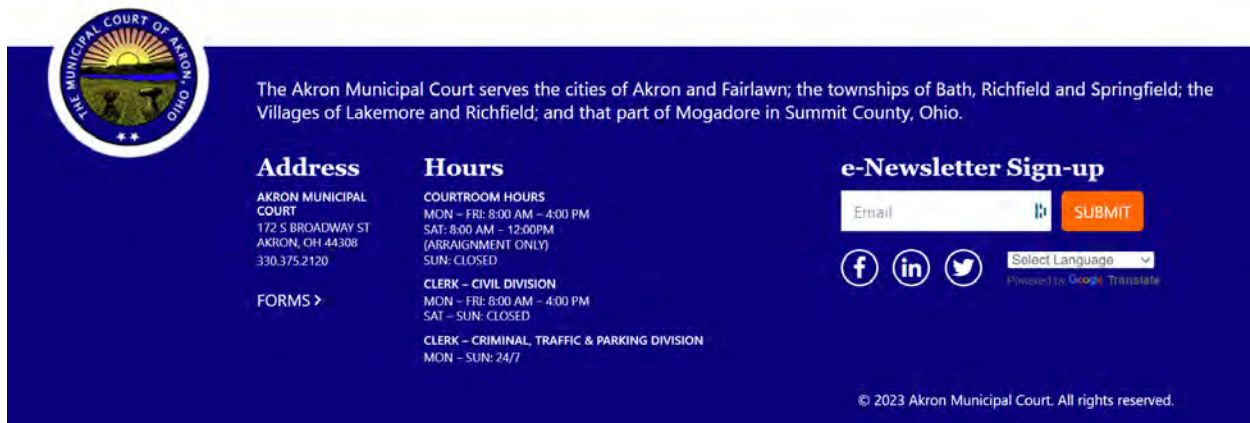 THE MUNICIPAL COURT OF AKRON, OHIO
The Akron Municipal Court serves the cities of Akron and Fairlawn; the townships of Bath, Richfield and Springfield; the
Villages of Lakemore and Richfield; and that part of Mogadore in Summit County, Ohio.
Address
AKRON MUNICIPAL
COURT
172 S BROADWAY ST
AKRON, OH 44308
330.375.2120
FORMS >
Hours
COURTROOM HOURS
MON – FRI: 8:00 AM – 4:00 PM
SAT: 8:00 AM – 12:00PM
(ARRAIGNMENT ONLY)
SUN: CLOSED
CLERK – CIVIL DIVISION
MON – FRI: 8:00 AM – 4:00 PM
SAT – SUN: CLOSED
CLERK – CRIMINAL, TRAFFIC & PARKING DIVISION
MON – SUN: 24/7
e-Newsletter Sign-up
Email
SUBMIT
Select Language
Powered by Google Translate
© 2023 Akron Municipal Court. All rights reserved.